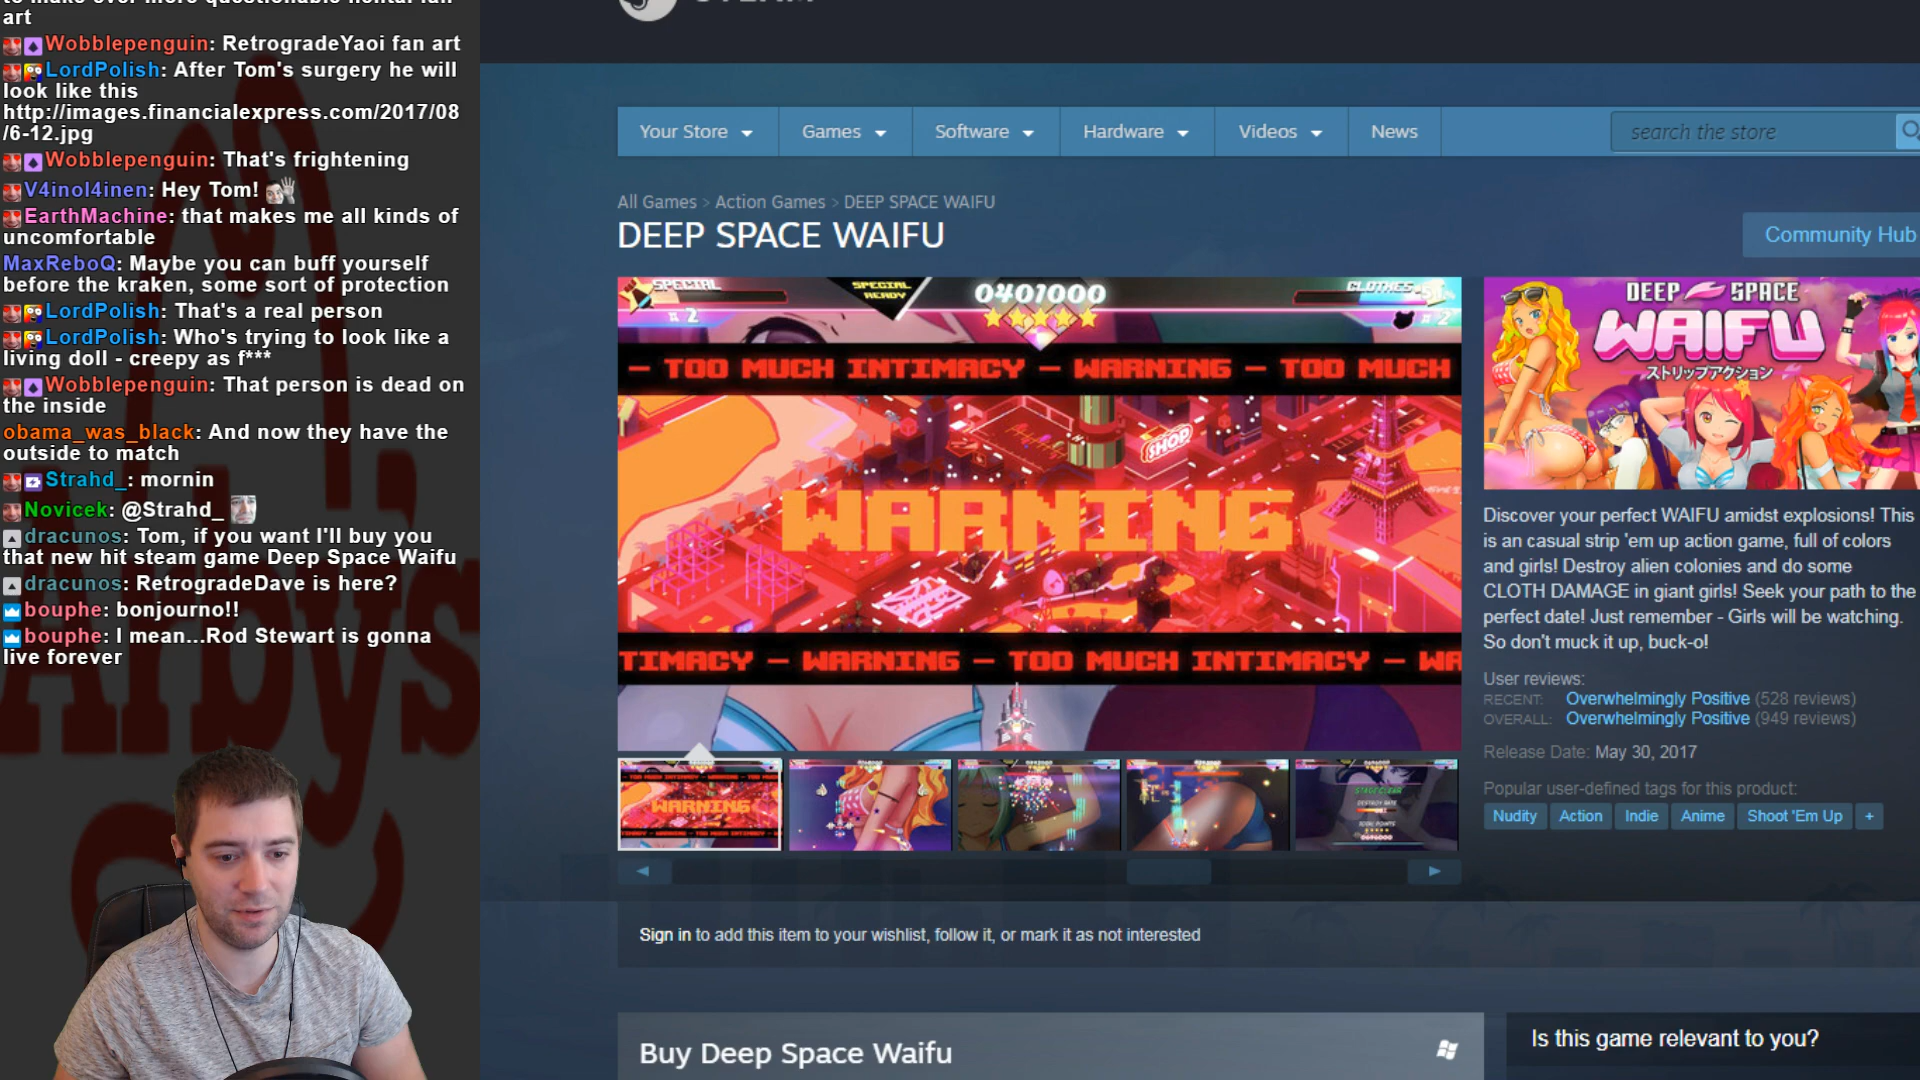 art
Wobblepenguin: RetrogradeYaoi fan art
LordPolish: After Tom's surgery he will
look like this
http://images.financialexpress.com/2017/08
/6-12.jpg
Wobblepenguin: That's frightening
V4inol4inen: Hey Tom!
EarthMachine: that makes me all kinds of
uncomfortable
MaxReboQ: Maybe you can buff yourself
before the kraken, some sort of protection
LordPolish: That's a real person
LordPolish: Who's trying to look like a
living doll - creepy as f***
Wobblepenguin: That person is dead on
the inside
obama_was_black: And now they have the
outside to match
Strahd_: mornin
Novicek: @Strahd_
dracunos: Tom, if you want I'll buy you
that new hit steam game Deep Space Waifu
dracunos: RetrogradeDave is here?
bouphe: bonjourno!!
bouphe: I mean...Rod Stewart is gonna
live forever
Arby's
Your Store
Games
Software
Hardware
Videos
News
search the store
All Games > Action Games > DEEP SPACE WAIFU
DEEP SPACE WAIFU
Community Hub
SPECIAL
SPECIAL
READY
0401000
CLOTHES
x 2
x 2
— TOO MUCH INTIMACY — WARNING — TOO MUCH
SHOP
WARNING
TIMACY — WARNING — TOO MUCH INTIMACY — WA
DEEP SPACE
WAIFU
ストリップアクション
Discover your perfect WAIFU amidst explosions! This
is an casual strip 'em up action game, full of colors
and girls! Destroy alien colonies and do some
CLOTH DAMAGE in giant girls! Seek your path to the
perfect date! Just remember - Girls will be watching.
So don't muck it up, buck-o!
User reviews:
RECENT: Overwhelmingly Positive (528 reviews)
OVERALL: Overwhelmingly Positive (949 reviews)
Release Date: May 30, 2017
Popular user-defined tags for this product:
Nudity
Action
Indie
Anime
Shoot 'Em Up
+
WARNING
STAGE CLEAR
Sign in to add this item to your wishlist, follow it, or mark it as not interested
Buy Deep Space Waifu
Is this game relevant to you?